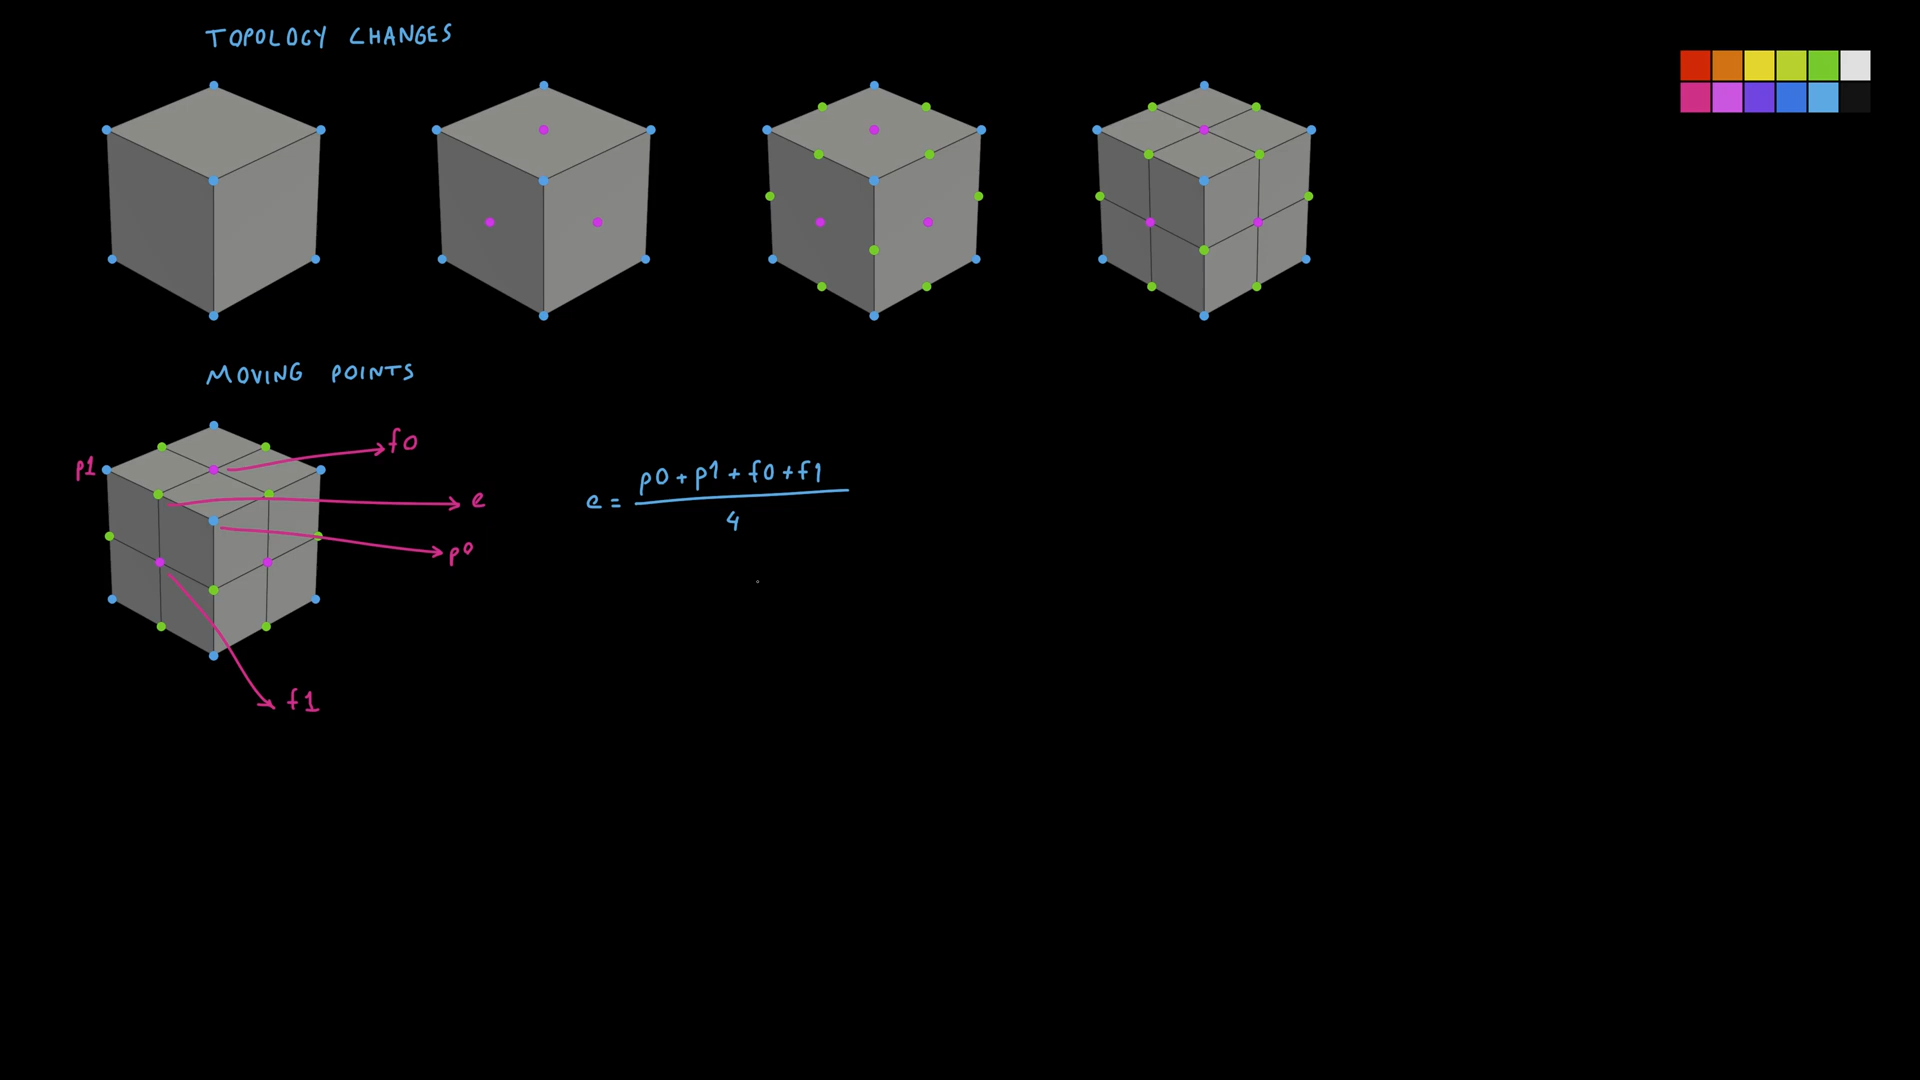 TOPOLOGY CHANGES
MOVING POINTS
p1
f0
e
p0
f1
e = p0 + p1 + f0 + f1
4